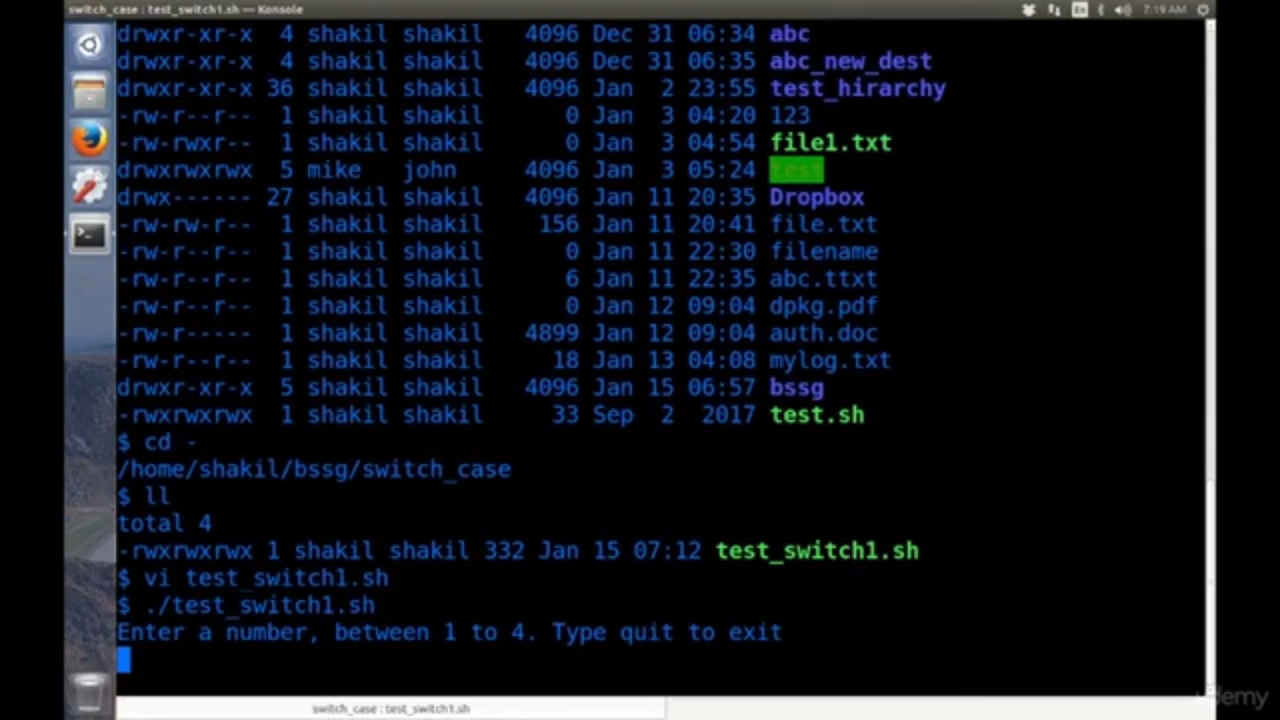 switch_case : test_switch1.sh — Konsole
En
7:19 AM
drwxr-xr-x 4 shakil shakil 4096 Dec 31 06:34 abc
drwxr-xr-x 4 shakil shakil 4096 Dec 31 06:35 abc_new_dest
drwxr-xr-x 36 shakil shakil 4096 Jan 2 23:55 test_hirarchy
-rw-r--r-- 1 shakil shakil 0 Jan 3 04:20 123
-rw-rwxr-- 1 shakil shakil 0 Jan 3 04:54 file1.txt
drwxrwxrwx 5 mike john 4096 Jan 3 05:24 test
drwx------ 27 shakil shakil 4096 Jan 11 20:35 Dropbox
-rw-rw-r-- 1 shakil shakil 156 Jan 11 20:41 file.txt
-rw-r--r-- 1 shakil shakil 0 Jan 11 22:30 filename
-rw-r--r-- 1 shakil shakil 6 Jan 11 22:35 abc.ttxt
-rw-r--r-- 1 shakil shakil 0 Jan 12 09:04 dpkg.pdf
-rw-r----- 1 shakil shakil 4899 Jan 12 09:04 auth.doc
-rw-r--r-- 1 shakil shakil 18 Jan 13 04:08 mylog.txt
drwxr-xr-x 5 shakil shakil 4096 Jan 15 06:57 bssg
-rwxrwxrwx 1 shakil shakil 33 Sep 2 2017 test.sh
$ cd -
/home/shakil/bssg/switch_case
$ ll
total 4
-rwxrwxrwx 1 shakil shakil 332 Jan 15 07:12 test_switch1.sh
$ vi test_switch1.sh
$ ./test_switch1.sh
Enter a number, between 1 to 4. Type quit to exit
switch_case : test_switch1.sh
udemy